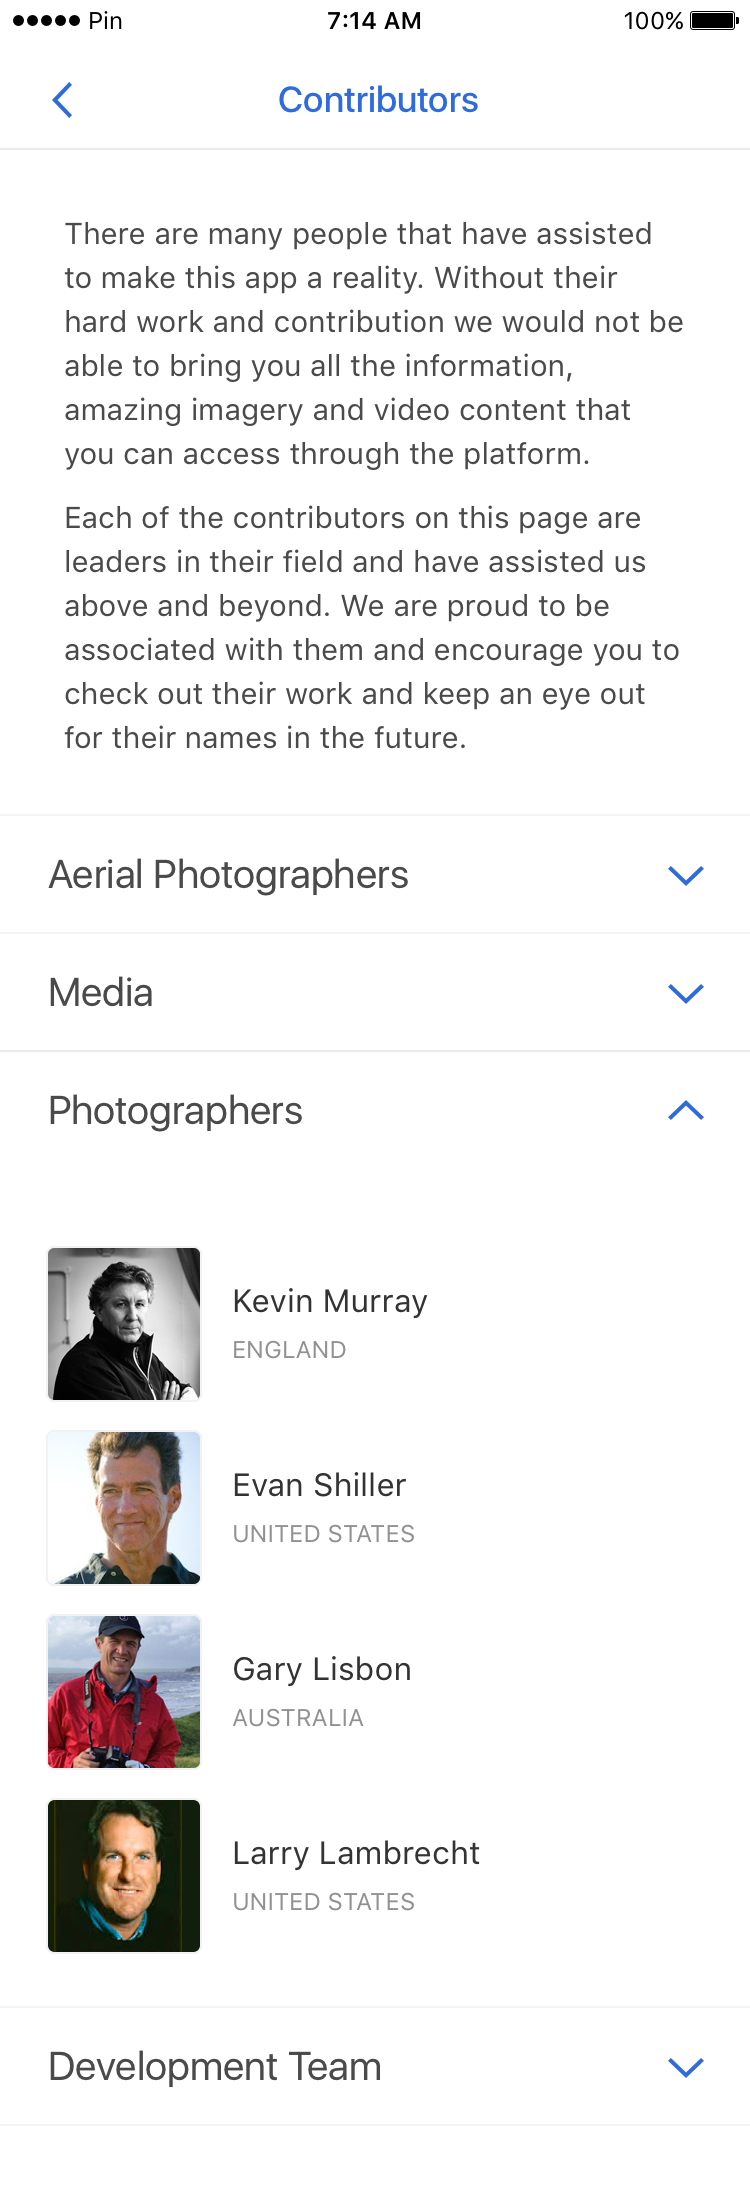 Pin
7:14 AM
100%
Contributors
There are many people that have assisted
to make this app a reality. Without their
hard work and contribution we would not be
able to bring you all the information,
amazing imagery and video content that
you can access through the platform.
Each of the contributors on this page are
leaders in their field and have assisted us
above and beyond. We are proud to be
associated with them and encourage you to
check out their work and keep an eye out
for their names in the future.
Aerial Photographers
Media
Photographers
Kevin Murray
ENGLAND
Evan Shiller
UNITED STATES
Gary Lisbon
AUSTRALIA
Larry Lambrecht
UNITED STATES
Development Team